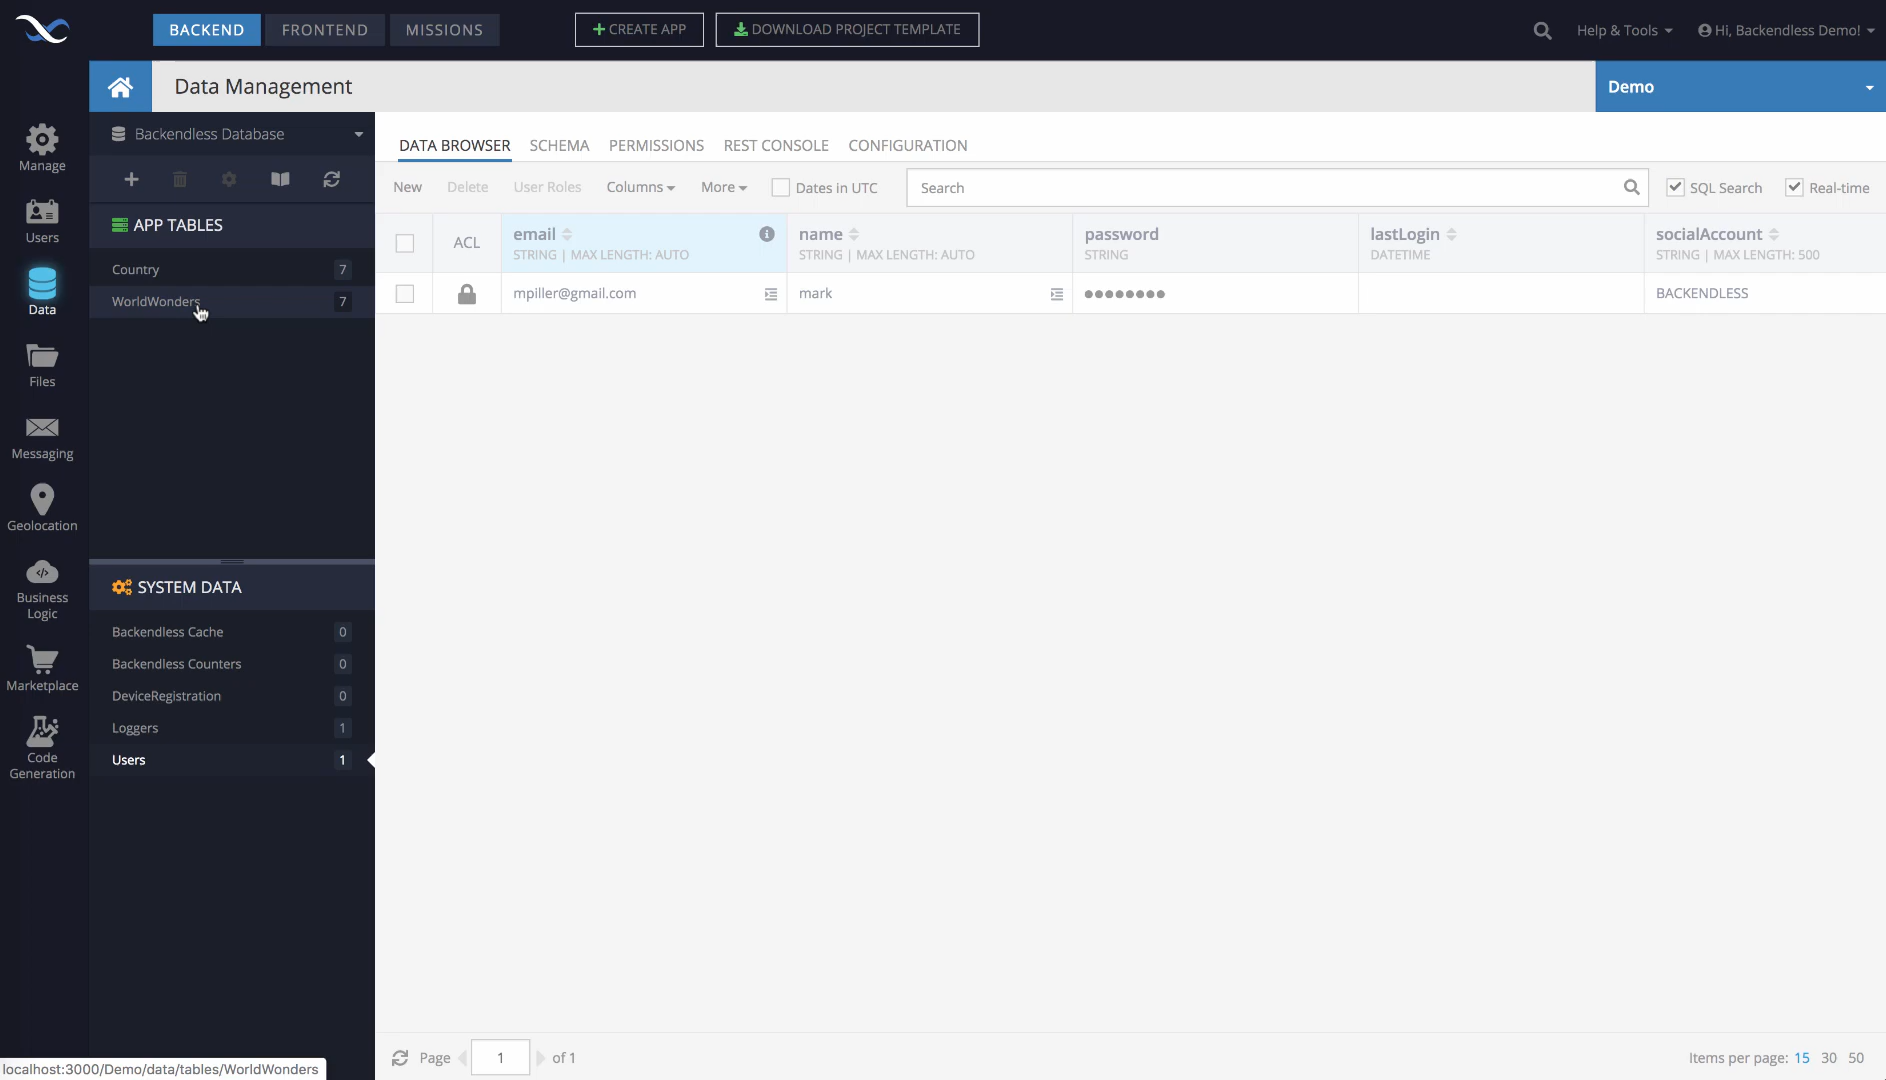 BACKEND FRONTEND MISSIONS CREATE APP DOWNLOAD PROJECT TEMPLATE Help & Tools Hi, Backendless Demo!
Data Management Demo
Manage
Users
Data
Files
Messaging
Geolocation
Business
Logic
Marketplace
Code
Generation
Backendless Database
APP TABLES
Country 7
WorldWonders 7
SYSTEM DATA
Backendless Cache 0
Backendless Counters 0
DeviceRegistration 0
Loggers 1
Users 1
DATA BROWSER SCHEMA PERMISSIONS REST CONSOLE CONFIGURATION
New Delete User Roles Columns More Dates in UTC Search SQL Search Real-time
ACL email name password lastLogin socialAccount
STRING | MAX LENGTH: AUTO STRING | MAX LENGTH: AUTO STRING DATETIME STRING | MAX LENGTH: 500
mpiller@gmail.com mark ●●●●●●●● BACKENDLESS
Page 1 of 1 Items per page: 15 30 50
localhost:3000/Demo/data/tables/WorldWonders